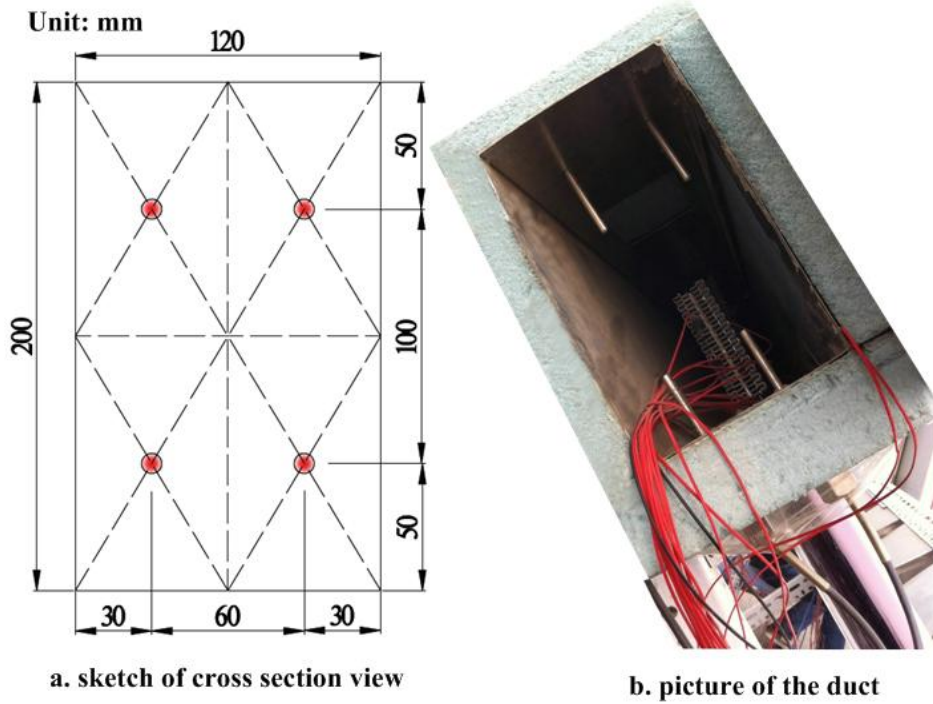 Unit: mm
120
50
200
100
50
30
60
30
a. sketch of cross section view
b. picture of the duct